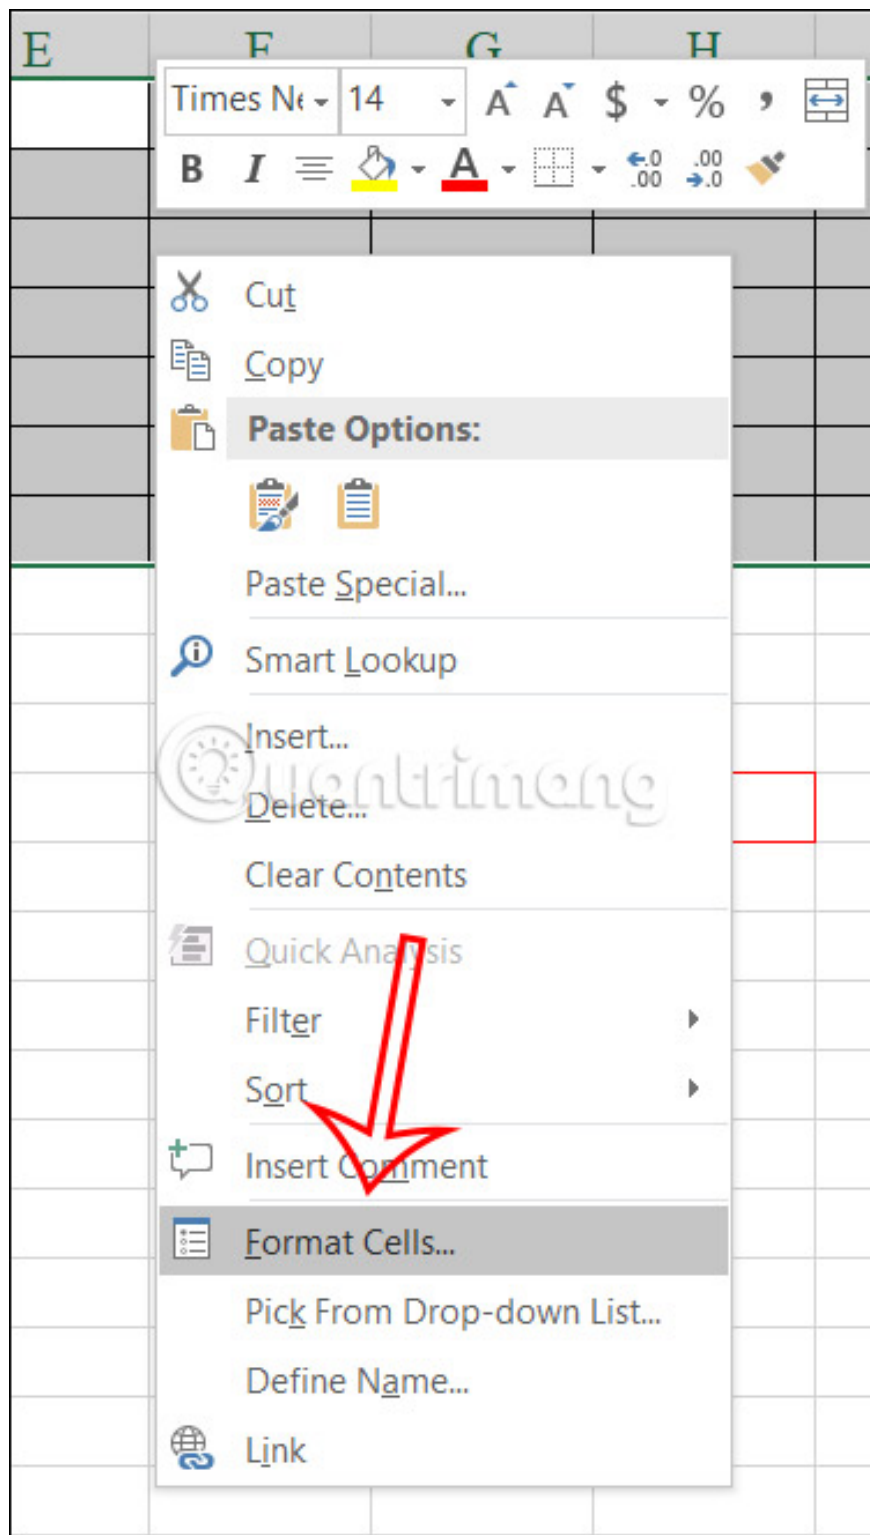 E F G H
Times Ne 14 A A $ % ,
B I A .0 .00 .00 .0
Cut
Copy
Paste Options:
Paste Special...
Smart Lookup
Insert...
Quantrimang
Delete...
Clear Contents
Quick Analysis
Filter
Sort
Insert Comment
Format Cells...
Pick From Drop-down List...
Define Name...
Link